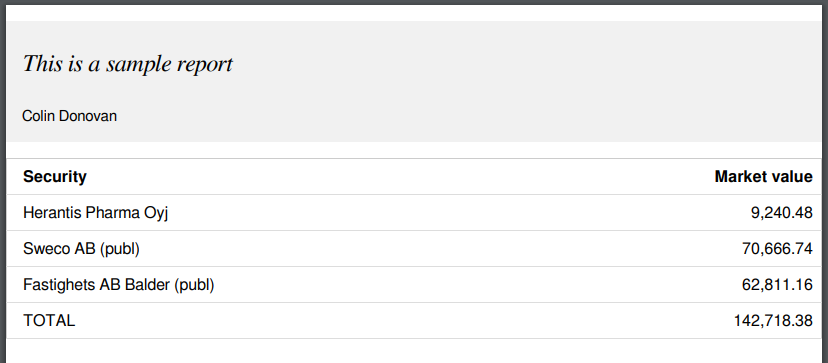 This is a sample report
Colin Donovan
Security Market value
Herantis Pharma Oyj 9,240.48
Sweco AB (publ) 70,666.74
Fastighets AB Balder (publ) 62,811.16
TOTAL 142,718.38